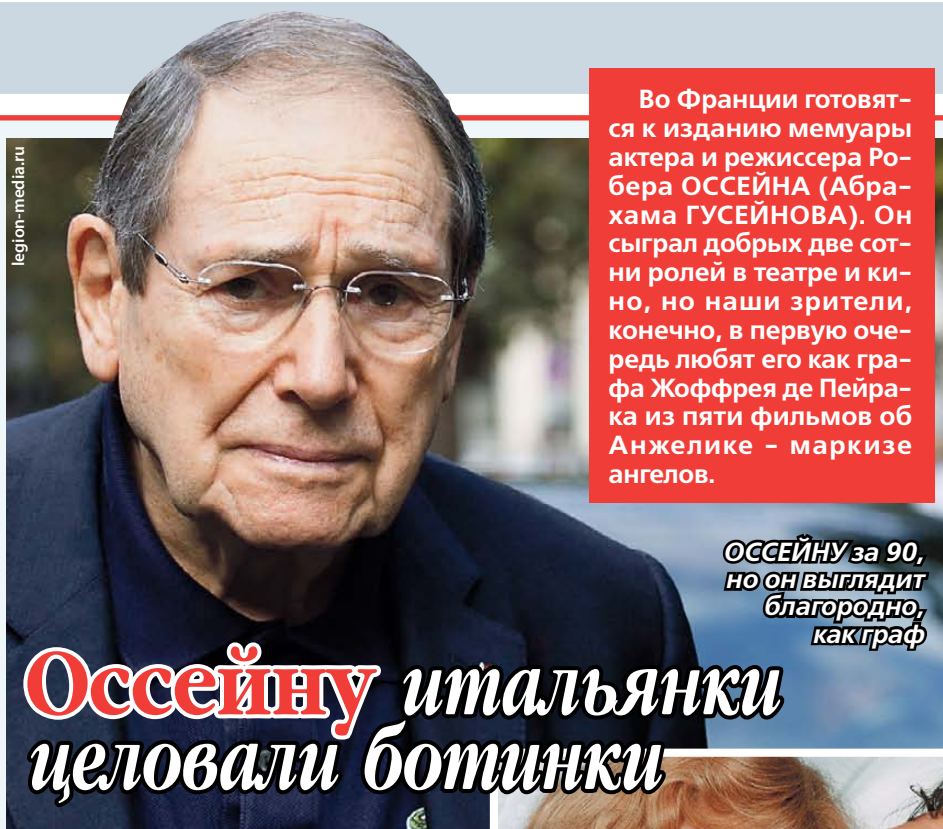 legion-media.ru
Во Франции готовят-
ся к изданию мемуары
актера и режиссера Ро-
бера ОССЕЙНА (Абра-
хама ГУСЕЙНОВА). Он
сыграл добрых две сот-
ни ролей в театре и ки-
но, но наши зрители,
конечно, в первую оче-
редь любят его как гра-
фа Жоффрея де Пейра-
ка из пяти фильмов об
Анжелике – маркизе
ангелов.
ОССЕЙНУ за 90,
но он выглядит
благородно,
как граф
Оссейну итальянки
целовали ботинки